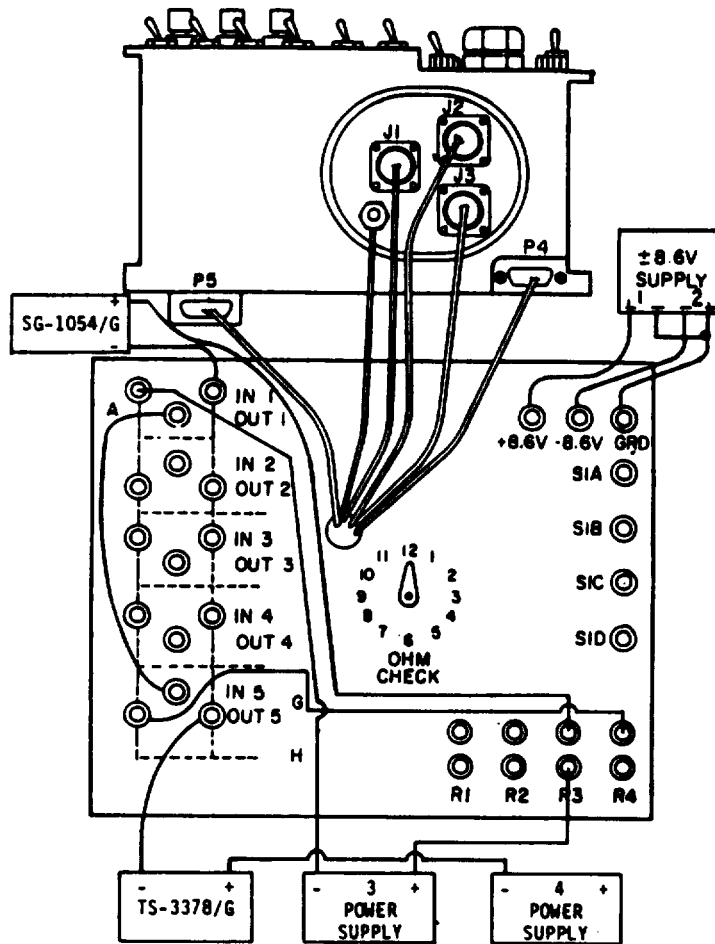 J1
J2
J3
P4
P5
± 8.6V
SUPPLY
1 2
+ - - +
+
SG-1054/G
-
A
IN 1
OUT 1
IN 2
OUT 2
IN 3
OUT 3
IN 4
OUT 4
IN 5
OUT 5
G
H
+8.6V -8.6V GRD
S1A
S1B
S1C
S1D
12
11 1
10 2
9 3
8 4
7 5
6
OHM
CHECK
R1 R2 R3 R4
- +
TS-3378/G
- 3 +
POWER
SUPPLY
- 4 +
POWER
SUPPLY